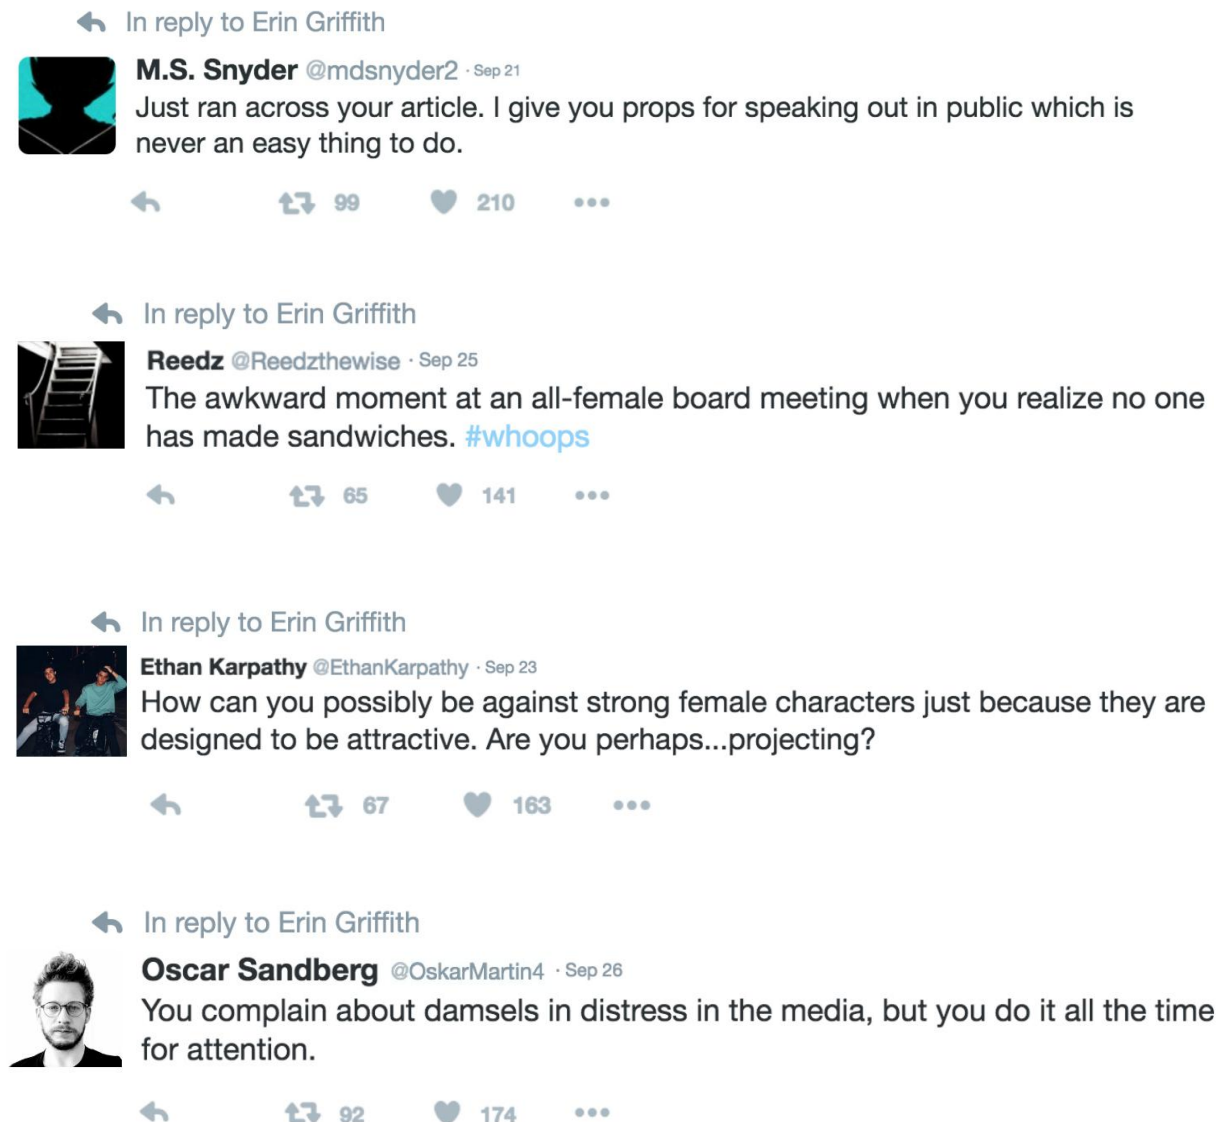 In reply to Erin Griffith
M.S. Snyder @mdsnyder2 · Sep 21
Just ran across your article. I give you props for speaking out in public which is
never an easy thing to do.
99 210
In reply to Erin Griffith
Reedz @Reedzthewise · Sep 25
The awkward moment at an all-female board meeting when you realize no one
has made sandwiches. #whoops
65 141
In reply to Erin Griffith
Ethan Karpathy @EthanKarpathy · Sep 23
How can you possibly be against strong female characters just because they are
designed to be attractive. Are you perhaps...projecting?
67 163
In reply to Erin Griffith
Oscar Sandberg @OskarMartin4 · Sep 26
You complain about damsels in distress in the media, but you do it all the time
for attention.
92 174